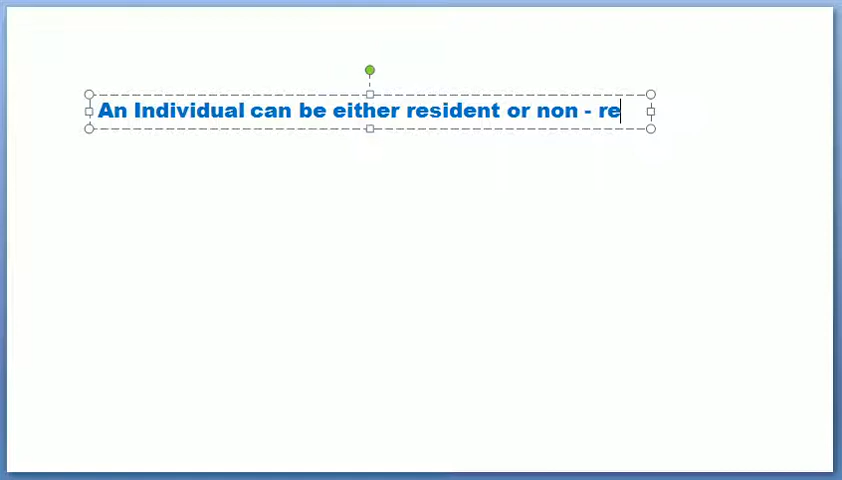 An Individual can be either resident or non - re